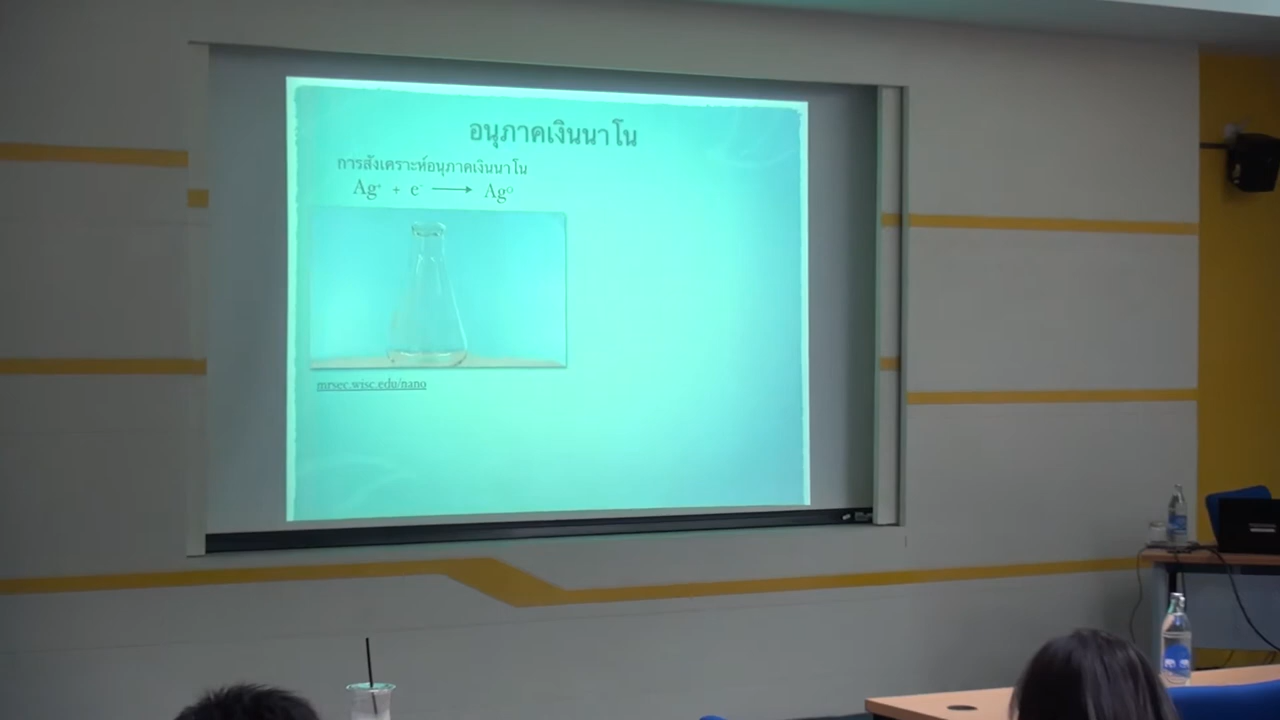 อนุภาคเงินนาโน
การสังเคราะห์อนุภาคเงินนาโน
Ag⁺ + e⁻ ⟶ Ag⁰
mrsec.wisc.edu/nano